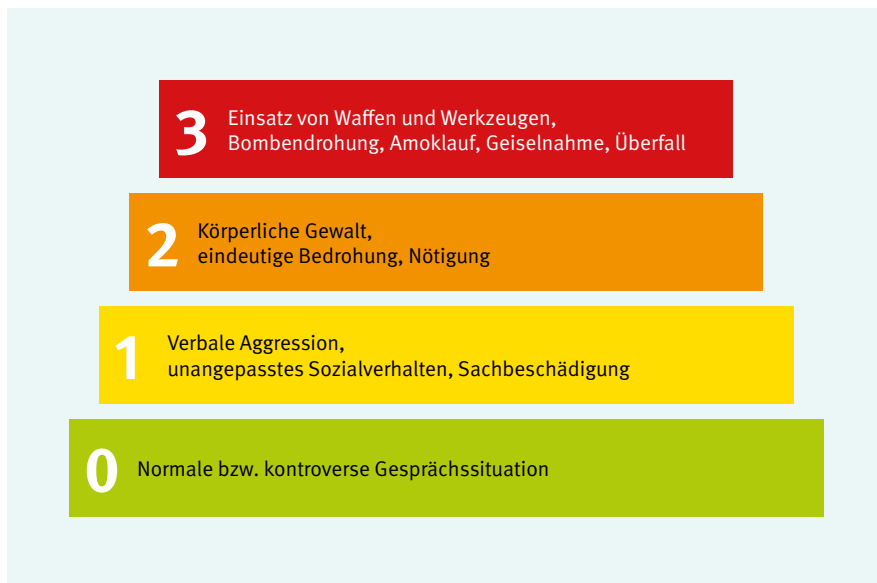 3
Einsatz von Waffen und Werkzeugen,
Bombendrohung, Amoklauf, Geiselnahme, Überfall
2
Körperliche Gewalt,
eindeutige Bedrohung, Nötigung
1
Verbale Aggression,
unangepasstes Sozialverhalten, Sachbeschädigung
0
Normale bzw. kontroverse Gesprächssituation